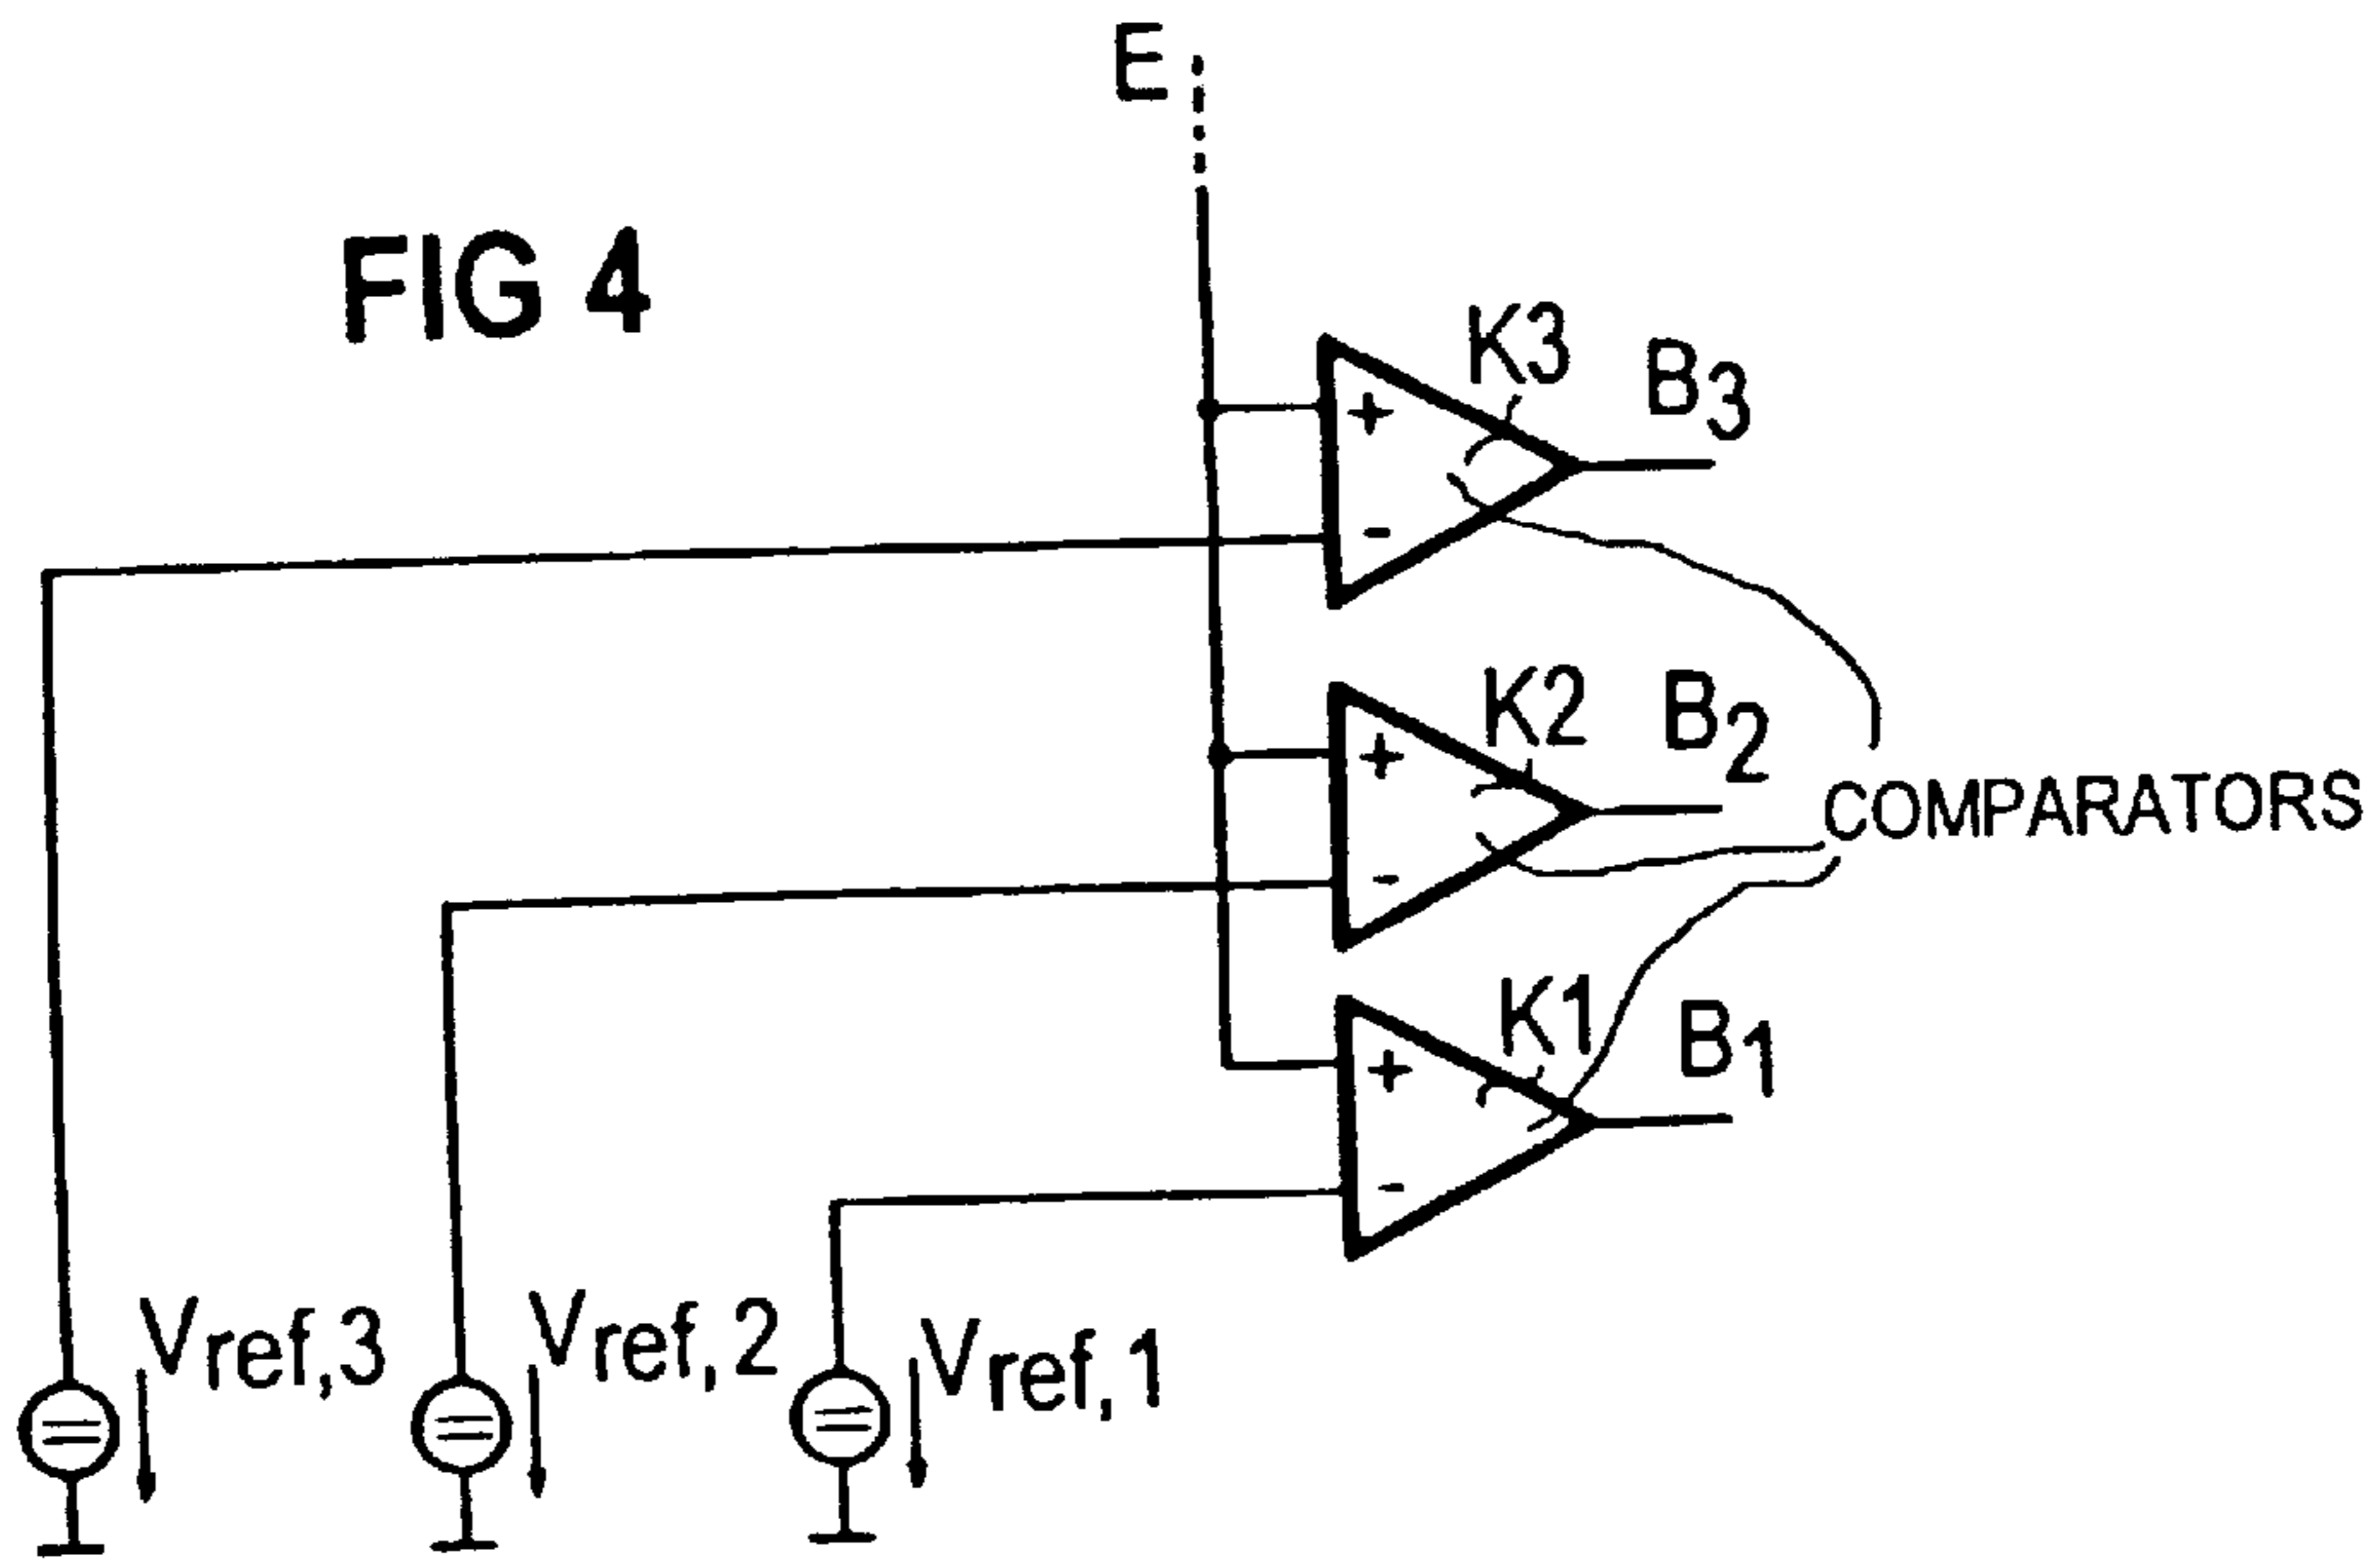 E
FIG 4
K3
B3
+
-
K2
B2
+
-
COMPARATORS
K1
B1
+
-
Vref,3
Vref,2
Vref,1